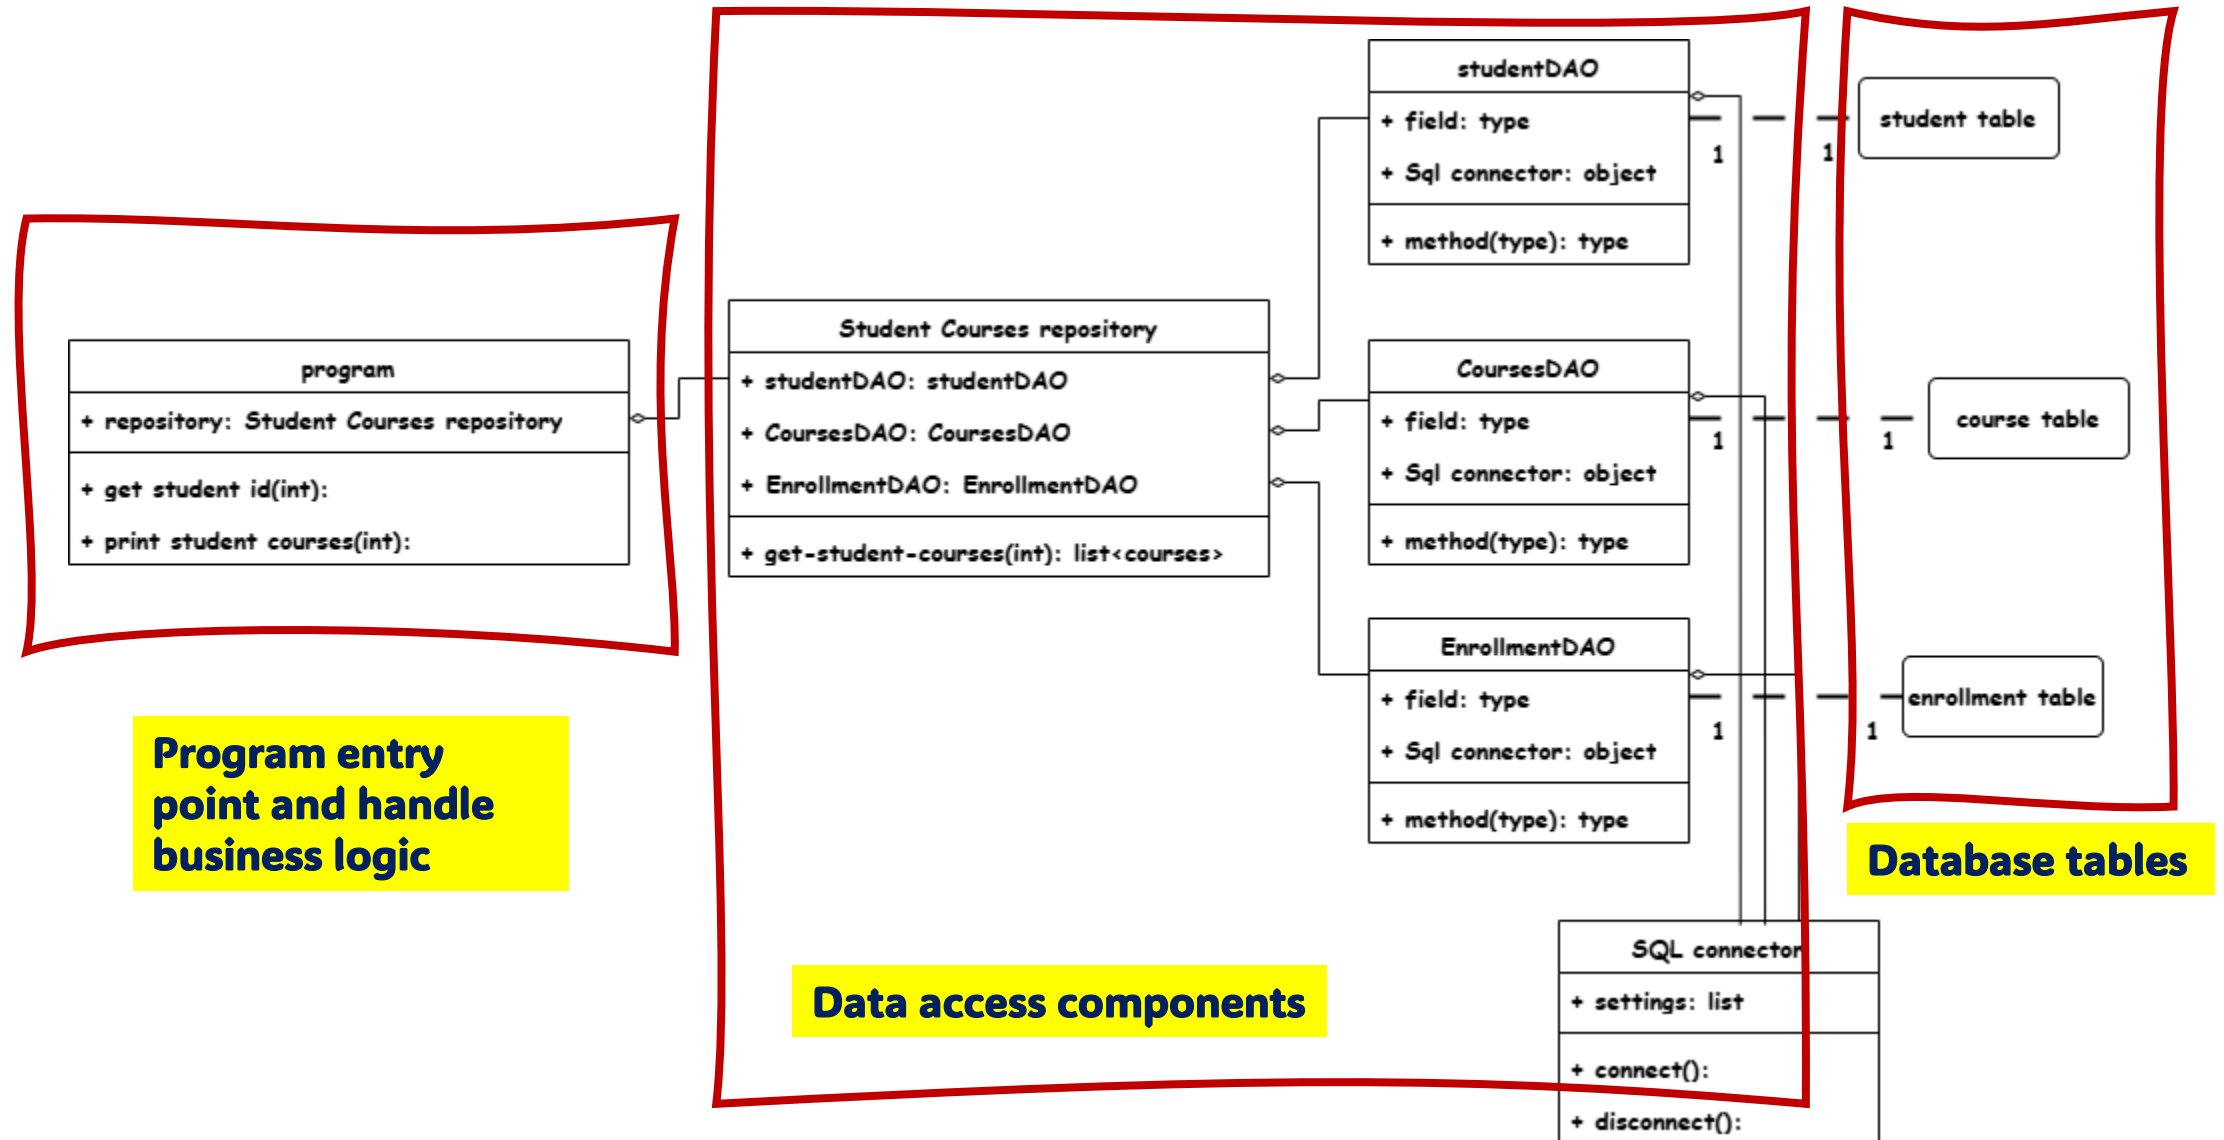 program
+ repository: Student Courses repository
+ get student id(int):
+ print student courses(int):
Program entry
point and handle
business logic
Student Courses repository
+ studentDAO: studentDAO
+ CoursesDAO: CoursesDAO
+ EnrollmentDAO: EnrollmentDAO
+ get-student-courses(int): list<courses>
Data access components
studentDAO
+ field: type
+ Sql connector: object
+ method(type): type
1
1
student table
CoursesDAO
+ field: type
+ Sql connector: object
+ method(type): type
1
1
course table
EnrollmentDAO
+ field: type
+ Sql connector: object
+ method(type): type
1
1
enrollment table
Database tables
SQL connector
+ settings: list
+ connect():
+ disconnect():